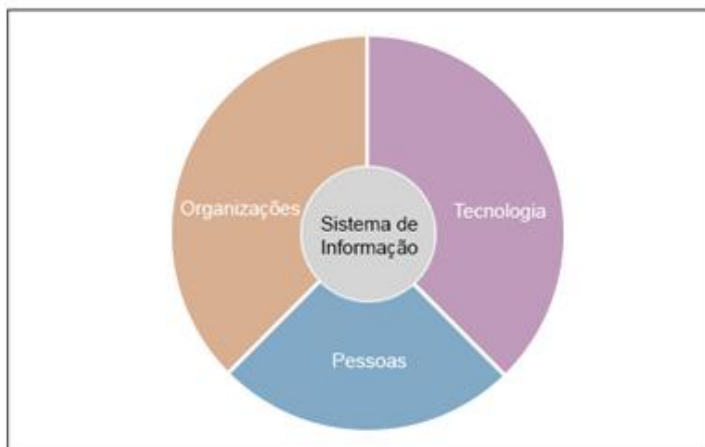 Organizações
Tecnologia
Sistema de
Informação
Pessoas